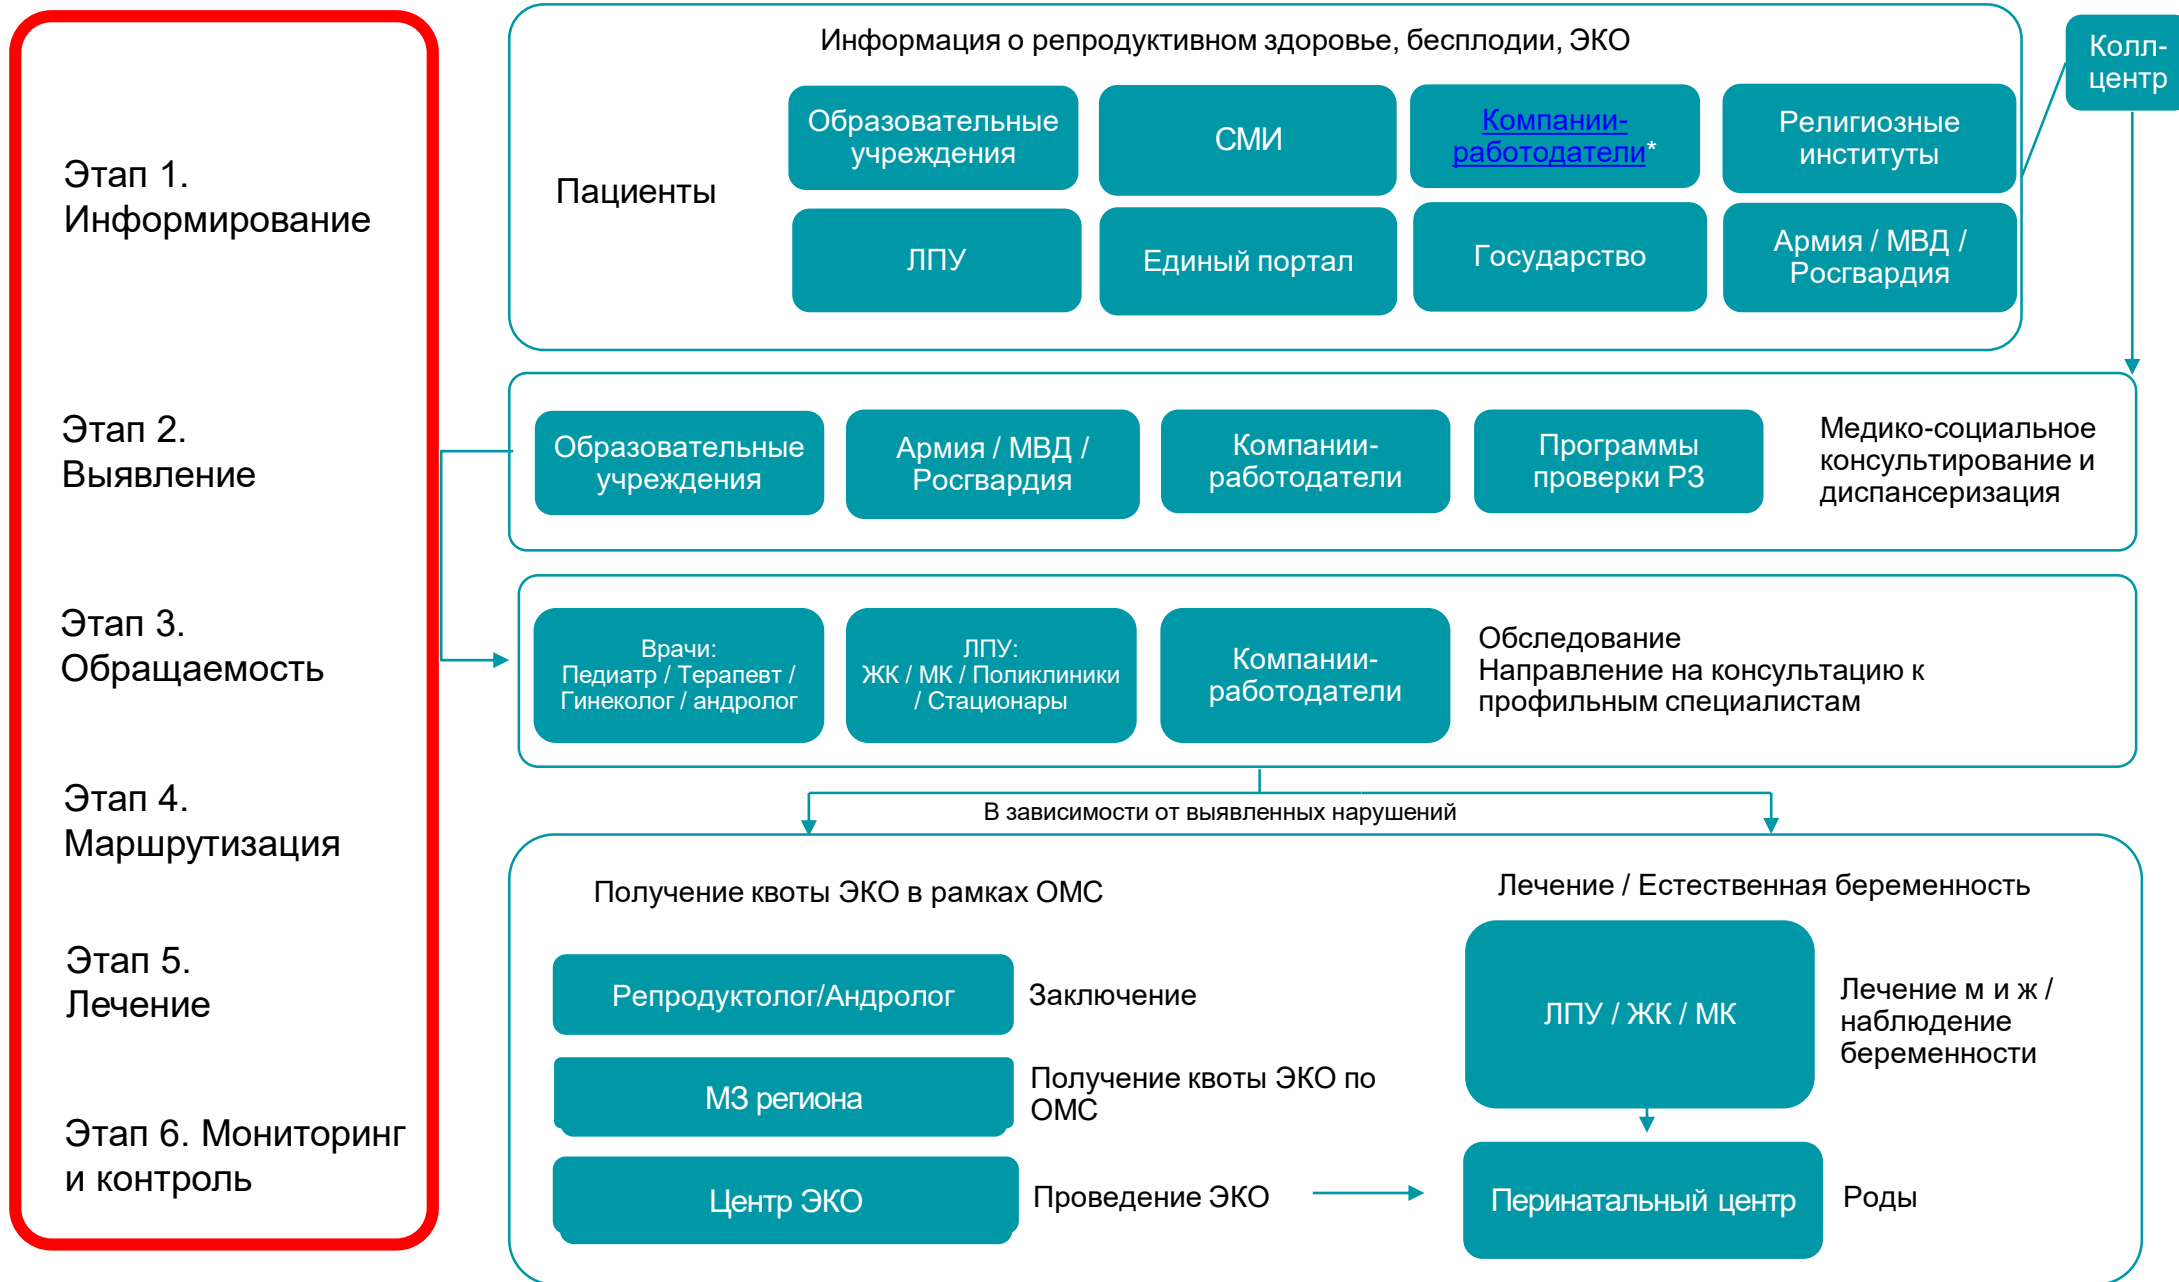 Этап 1.
Информирование
Этап 2.
Выявление
Этап 3.
Обращаемость
Этап 4.
Маршрутизация
Этап 5.
Лечение
Этап 6. Мониторинг
и контроль
Информация о репродуктивном здоровье, бесплодии, ЭКО
Пациенты
Образовательные
учреждения
СМИ
Компании-
работодатели*
Религиозные
институты
ЛПУ
Единый портал
Государство
Армия / МВД /
Росгвардия
Колл-
центр
Образовательные
учреждения
Армия / МВД /
Росгвардия
Компании-
работодатели
Программы
проверки РЗ
Медико-социальное
консультирование и
диспансеризация
Врачи:
Педиатр / Терапевт /
Гинеколог / андролог
ЛПУ:
ЖК / МК / Поликлиники
/ Стационары
Компании-
работодатели
Обследование
Направление на консультацию к
профильным специалистам
В зависимости от выявленных нарушений
Получение квоты ЭКО в рамках ОМС
Репродуктолог/Андролог
Заключение
МЗ региона
Получение квоты ЭКО по
ОМС
Центр ЭКО
Проведение ЭКО
Лечение / Естественная беременность
ЛПУ / ЖК / МК
Лечение м и ж /
наблюдение
беременности
Перинатальный центр
Роды